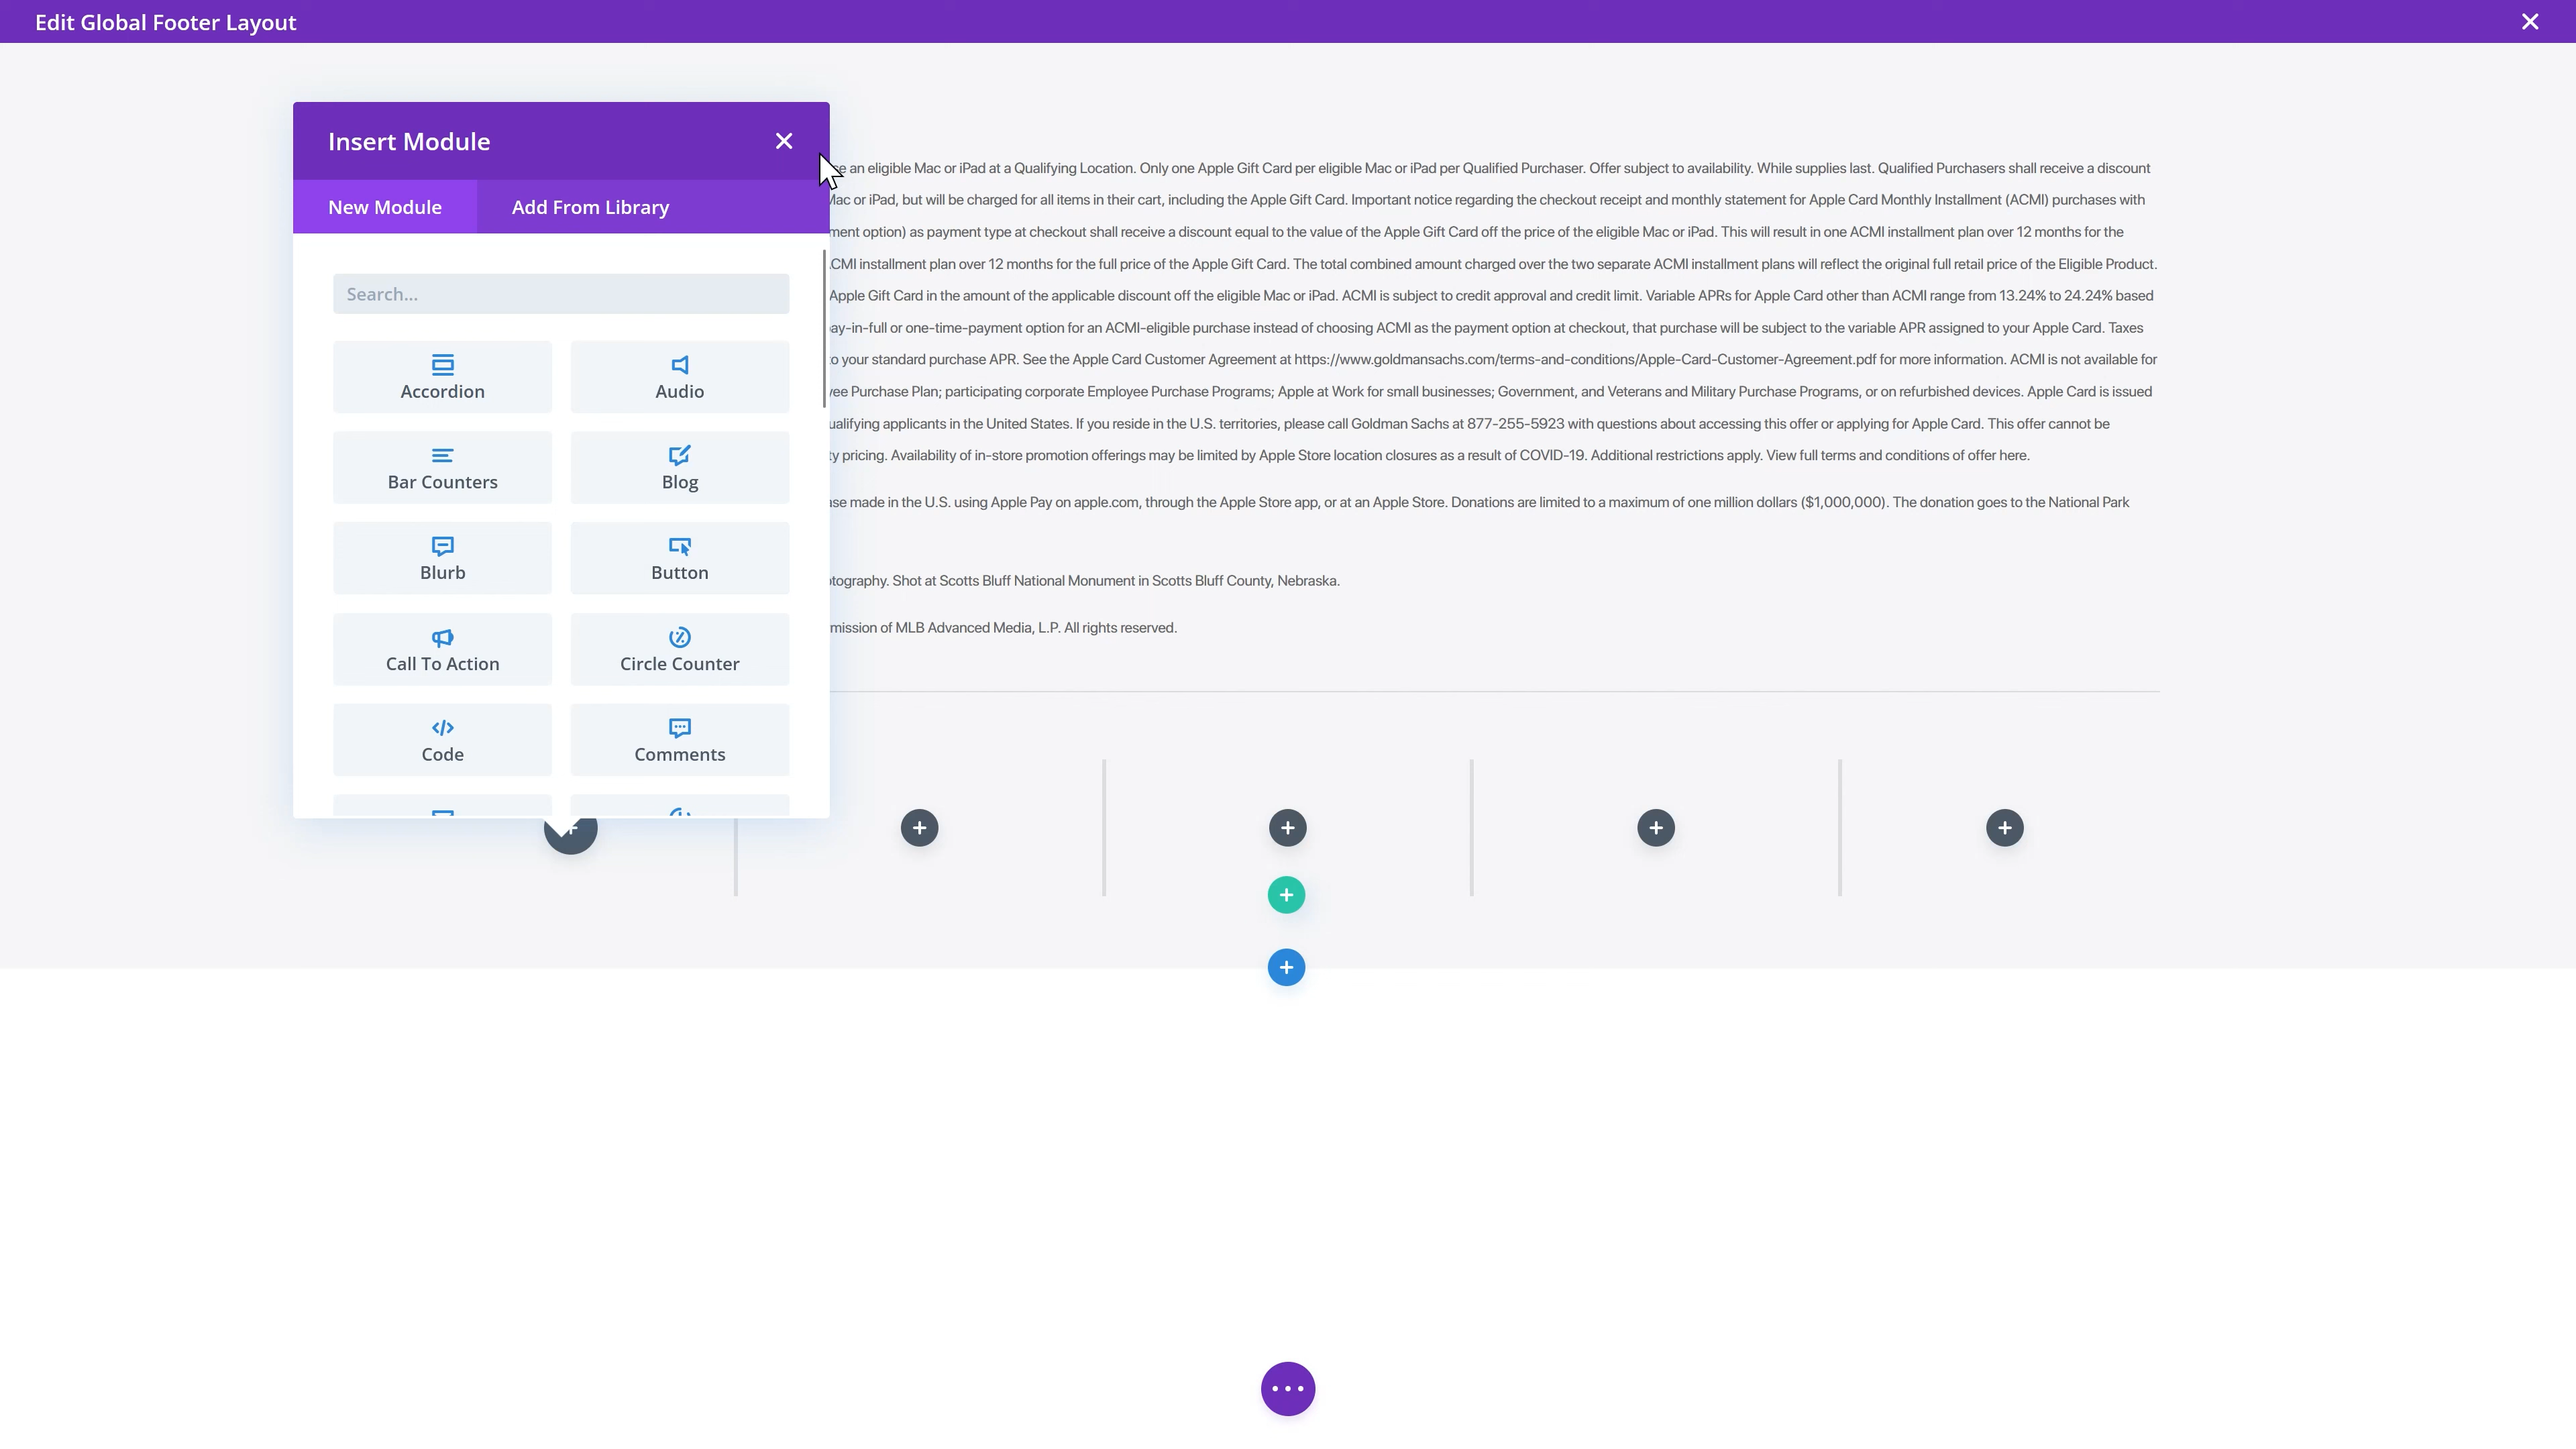 Edit Global Footer Layout
Insert Module
New Module
Add From Library
Search...
Accordion
Audio
Bar Counters
Blog
Blurb
Button
Call To Action
Circle Counter
Code
Comments
an eligible Mac or iPad at a Qualifying Location. Only one Apple Gift Card per eligible Mac or iPad per Qualified Purchaser. Offer subject to availability. While supplies last. Qualified Purchasers shall receive a discount
Mac or iPad, but will be charged for all items in their cart, including the Apple Gift Card. Important notice regarding the checkout receipt and monthly statement for Apple Card Monthly Installment (ACMI) purchases with
option) as payment type at checkout shall receive a discount equal to the value of the Apple Gift Card off the price of the eligible Mac or iPad. This will result in one ACMI installment plan over 12 months for the
ACMI installment plan over 12 months for the full price of the Apple Gift Card. The total combined amount charged over the two separate ACMI installment plans will reflect the original full retail price of the Eligible Product.
Apple Gift Card in the amount of the applicable discount off the eligible Mac or iPad. ACMI is subject to credit approval and credit limit. Variable APRs for Apple Card other than ACMI range from 13.24% to 24.24% based
pay-in-full or one-time-payment option for an ACMI-eligible purchase instead of choosing ACMI as the payment option at checkout, that purchase will be subject to the variable APR assigned to your Apple Card. Taxes
to your standard purchase APR. See the Apple Card Customer Agreement at https://www.goldmansachs.com/terms-and-conditions/Apple-Card-Customer-Agreement.pdf for more information. ACMI is not available for
Purchase Plan; participating corporate Employee Purchase Programs; Apple at Work for small businesses; Government, and Veterans and Military Purchase Programs, or on refurbished devices. Apple Card is issued
applicants in the United States. If you reside in the U.S. territories, please call Goldman Sachs at 877-255-5923 with questions about accessing this offer or applying for Apple Card. This offer cannot be
pricing. Availability of in-store promotion offerings may be limited by Apple Store location closures as a result of COVID-19. Additional restrictions apply. View full terms and conditions of offer here.
made in the U.S. using Apple Pay on apple.com, through the Apple Store app, or at an Apple Store. Donations are limited to a maximum of one million dollars ($1,000,000). The donation goes to the National Park
Shot at Scotts Bluff National Monument in Scotts Bluff County, Nebraska.
of MLB Advanced Media, L.P. All rights reserved.